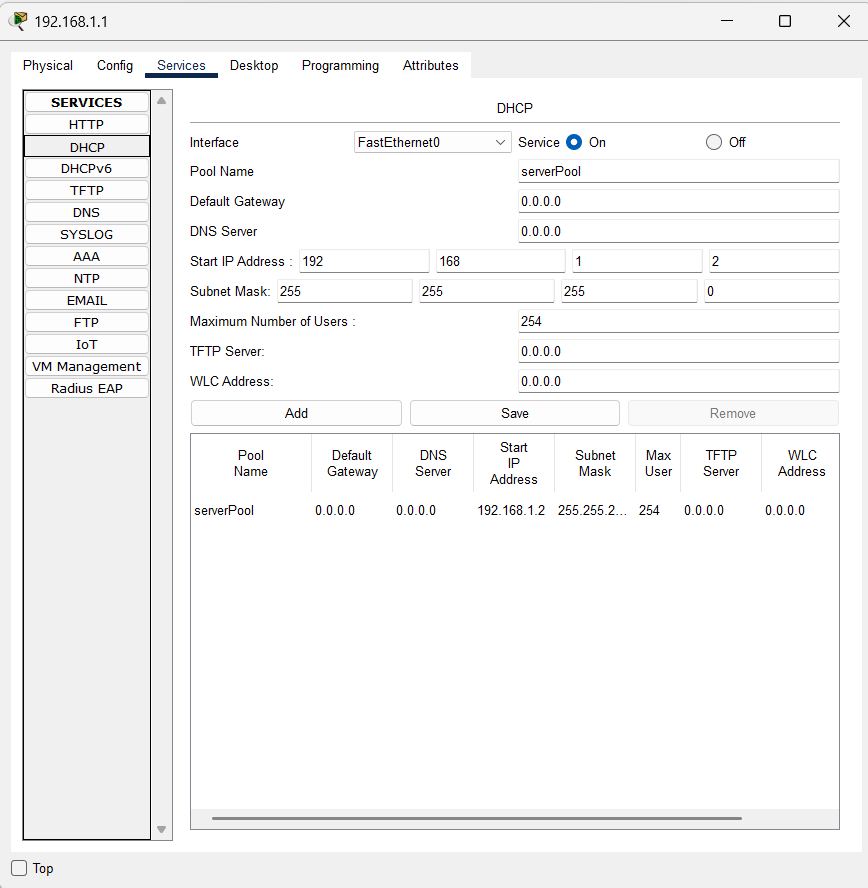 192.168.1.1
Physical Config Services Desktop Programming Attributes
SERVICES
HTTP
DHCP
DHCPv6
TFTP
DNS
SYSLOG
AAA
NTP
EMAIL
FTP
IoT
VM Management
Radius EAP
DHCP
Interface FastEthernet0 Service On Off
Pool Name serverPool
Default Gateway 0.0.0.0
DNS Server 0.0.0.0
Start IP Address : 192 168 1 2
Subnet Mask: 255 255 255 0
Maximum Number of Users : 254
TFTP Server: 0.0.0.0
WLC Address: 0.0.0.0
Add Save Remove
Pool Name Default Gateway DNS Server Start IP Address Subnet Mask Max User TFTP Server WLC Address
serverPool 0.0.0.0 0.0.0.0 192.168.1.2 255.255.2... 254 0.0.0.0 0.0.0.0
Top